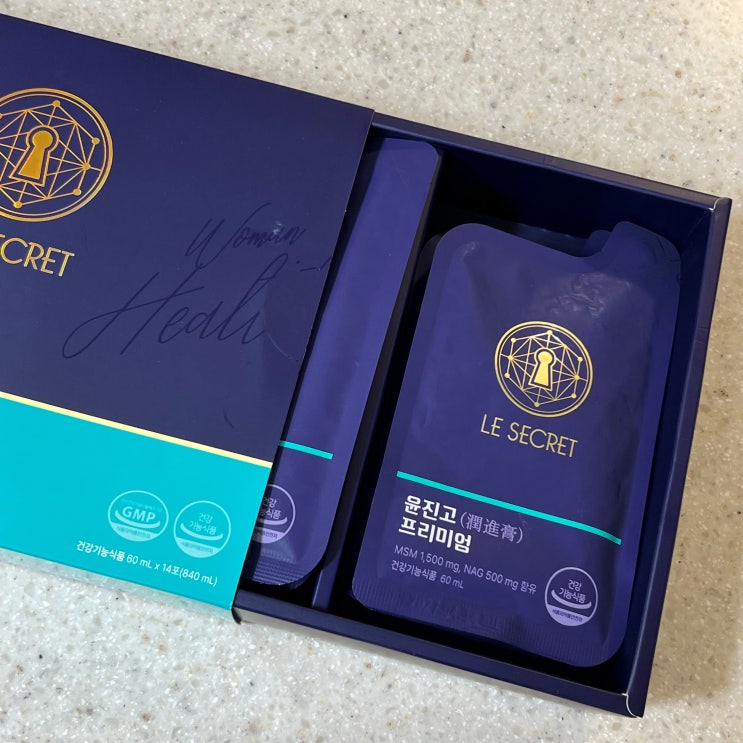 ECRET
Woman
GMP
건강
기능식품
건강기능식품 60 mL x 14포(840 mL)
건강
기능식품
LE SECRET
윤진고(潤進膏)
프리미엄
MSM 1,500 mg, NAG 500 mg 함유
건강기능식품 60 mL
건강
기능식품